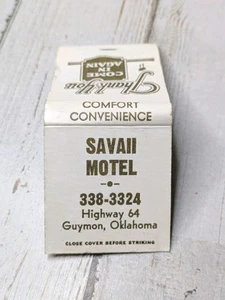 Thank You
COME
IN
AGAIN
COMFORT
CONVENIENCE
SAVAII
MOTEL
338-3324
Highway 64
Guymon, Oklahoma
CLOSE COVER BEFORE STRIKING